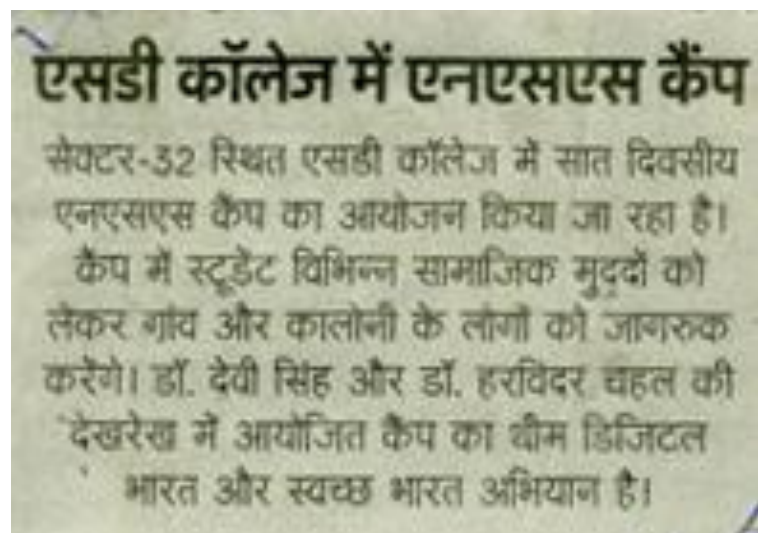 एसडी कॉलेज में एनएसएस कैंप
सेक्टर-32 स्थित एसडी कॉलेज में सात दिवसीय
एनएसएस कैंप का आयोजन किया जा रहा है।
कैंप में स्टूडेंट विभिन्न सामाजिक मुद्दों को
लेकर गांव और कालोनी के लोगों को जागरुक
करेंगे। डॉ. देवी सिंह और डॉ. हरविंदर चहल की
देखरेख में आयोजित कैंप का थीम डिजिटल
भारत और स्वच्छ भारत अभियान है।